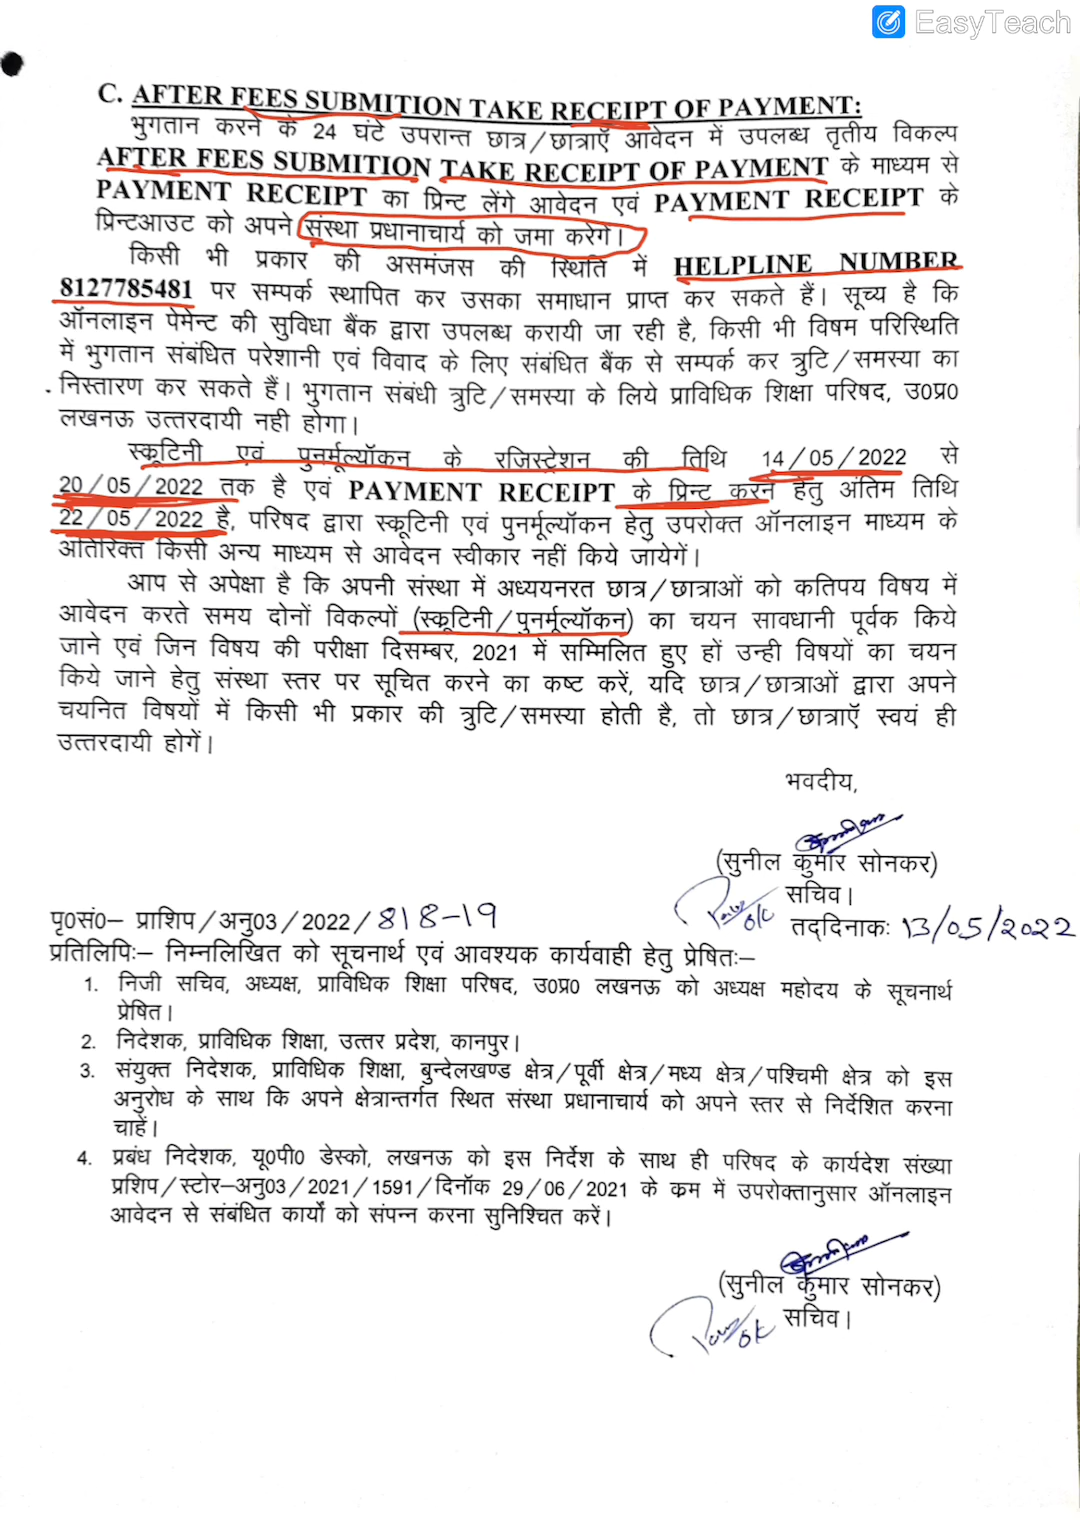 EasyTeach
C. AFTER FEES SUBMITION TAKE RECEIPT OF PAYMENT:
भुगतान करने के 24 घंटे उपरान्त छात्र/छात्राऍ आवेदन में उपलब्ध तृतीय विकल्प
AFTER FEES SUBMITION TAKE RECEIPT OF PAYMENT के माध्यम से
PAYMENT RECEIPT का प्रिन्ट लेंगे आवेदन एवं PAYMENT RECEIPT के
प्रिन्टआउट को अपने संस्था प्रधानाचार्य को जमा करेगे।
किसी भी प्रकार की असमंजस की स्थिति में HELPLINE NUMBER
8127785481 पर सम्पर्क स्थापित कर उसका समाधान प्राप्त कर सकते हैं। सूच्य है कि
ऑनलाइन पेमेन्ट की सुविधा बैंक द्वारा उपलब्ध करायी जा रही है, किसी भी विषम परिस्थिति
में भुगतान संबंधित परेशानी एवं विवाद के लिए संबंधित बैंक से सम्पर्क कर त्रुटि/समस्या का
निस्तारण कर सकते हैं। भुगतान संबंधी त्रुटि/समस्या के लिये प्राविधिक शिक्षा परिषद, उ0प्र0
लखनऊ उत्तरदायी नही होगा।
स्कूटिनी एवं पुनर्मूल्यॉकन के रजिस्ट्रेशन की तिथि 14/05/2022 से
20/05/2022 तक है एवं PAYMENT RECEIPT के प्रिन्ट करने हेतु अंतिम तिथि
22/05/2022 है, परिषद द्वारा स्कूटिनी एवं पुनर्मूल्यॉकन हेतु उपरोक्त ऑनलाइन माध्यम के
अतिरिक्त किसी अन्य माध्यम से आवेदन स्वीकार नहीं किये जायेगें।
आप से अपेक्षा है कि अपनी संस्था में अध्ययनरत छात्र/छात्राओं को कतिपय विषय में
आवेदन करते समय दोनों विकल्पों (स्कूटिनी/पुनर्मूल्यॉकन) का चयन सावधानी पूर्वक किये
जाने एवं जिन विषय की परीक्षा दिसम्बर, 2021 में सम्मिलित हुए हों उन्ही विषयों का चयन
किये जाने हेतु संस्था स्तर पर सूचित करने का कष्ट करें, यदि छात्र/छात्राओं द्वारा अपने
चयनित विषयों में किसी भी प्रकार की त्रुटि/समस्या होती है, तो छात्र/छात्राऍ स्वयं ही
उत्तरदायी होगें।
भवदीय,
(सुनील कुमार सोनकर)
सचिव।
पृ0सं0– प्राशिप/अनु03/2022/818-19 तद्दिनाकः 13/05/2022
प्रतिलिपिः– निम्नलिखित को सूचनार्थ एवं आवश्यक कार्यवाही हेतु प्रेषितः–
1. निजी सचिव, अध्यक्ष, प्राविधिक शिक्षा परिषद, उ0प्र0 लखनऊ को अध्यक्ष महोदय के सूचनार्थ
प्रेषित।
2. निदेशक, प्राविधिक शिक्षा, उत्तर प्रदेश, कानपुर।
3. संयुक्त निदेशक, प्राविधिक शिक्षा, बुन्देलखण्ड क्षेत्र/पूर्वी क्षेत्र/मध्य क्षेत्र/पश्चिमी क्षेत्र को इस
अनुरोध के साथ कि अपने क्षेत्रान्तर्गत स्थित संस्था प्रधानाचार्य को अपने स्तर से निर्देशित करना
चाहें।
4. प्रबंध निदेशक, यू0पी0 डेस्को, लखनऊ को इस निर्देश के साथ ही परिषद के कार्यदेश संख्या
प्रशिप/स्टोर–अनु03/2021/1591/दिनॉक 29/06/2021 के क्रम में उपरोक्तानुसार ऑनलाइन
आवेदन से संबंधित कार्यो को संपन्न करना सुनिश्चित करें।
(सुनील कुमार सोनकर)
सचिव।